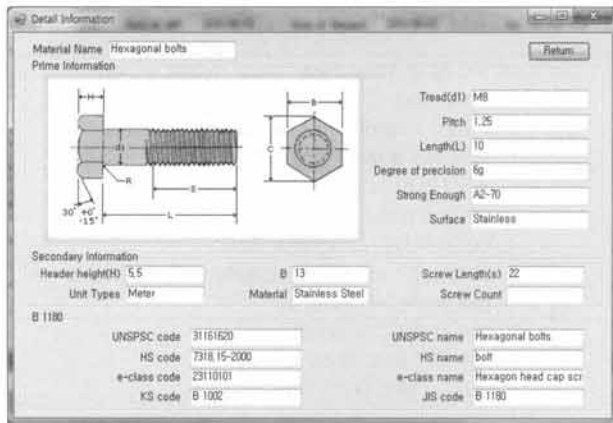 Detail Information
Material Name Hexagonal bolts
Return
Prime Information
H
B
d1
C
R
S
L
30° +0°
-15°
Tread(d1) M8
Pitch 1,25
Length(L) 10
Degree of precision 6g
Strong Enough A2-70
Surface Stainless
Secondary Information
Header height(H) 5,5 B 13 Screw Length(s) 22
Unit Types Meter Material Stainless Steel Screw Count
B 1180
UNSPSC code 31161620 UNSPSC name Hexagonal bolts
HS code 7318,15-2000 HS name bolt
e-class code 23110101 e-class name Hexagon head cap scr
KS code B 1002 JIS code B 1180